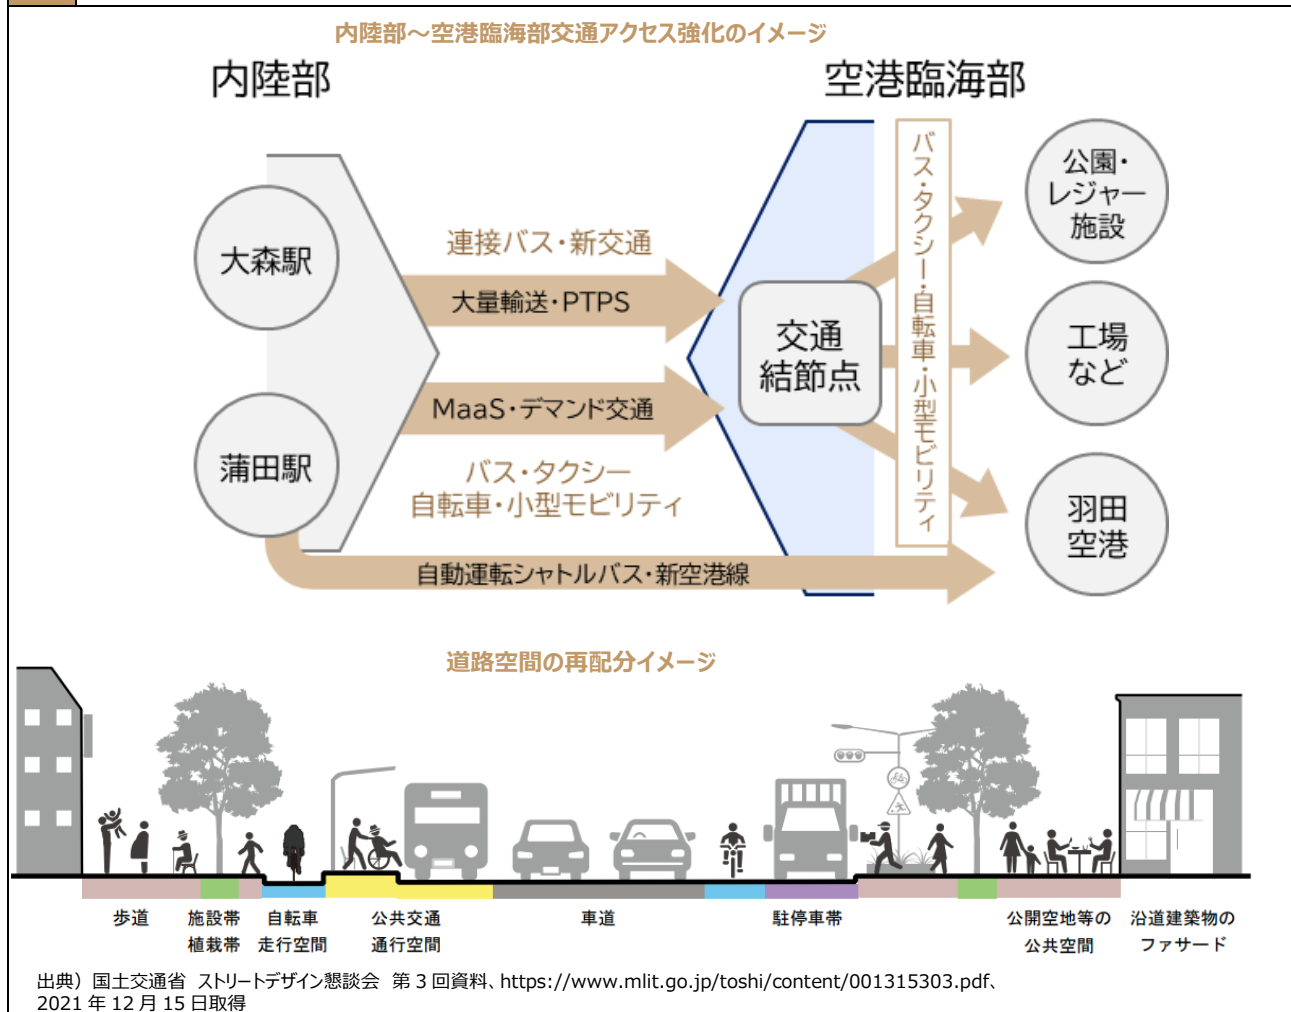 内陸部～空港臨海部交通アクセス強化のイメージ
内陸部
空港臨海部
大森駅
蒲田駅
連接バス・新交通
大量輸送・PTPS
MaaS・デマンド交通
バス・タクシー
自転車・小型モビリティ
自動運転シャトルバス・新空港線
交通
結節点
バス・タクシー・自転車・小型モビリティ
公園・
レジャー
施設
工場
など
羽田
空港
道路空間の再配分イメージ
歩道
施設帯
植栽帯
自転車
走行空間
公共交通
通行空間
車道
駐停車帯
公開空地等の
公共空間
沿道建築物の
ファサード
出典）国土交通省 ストリートデザイン懇談会 第3回資料、https://www.mlit.go.jp/toshi/content/001315303.pdf、
2021年12月15日取得